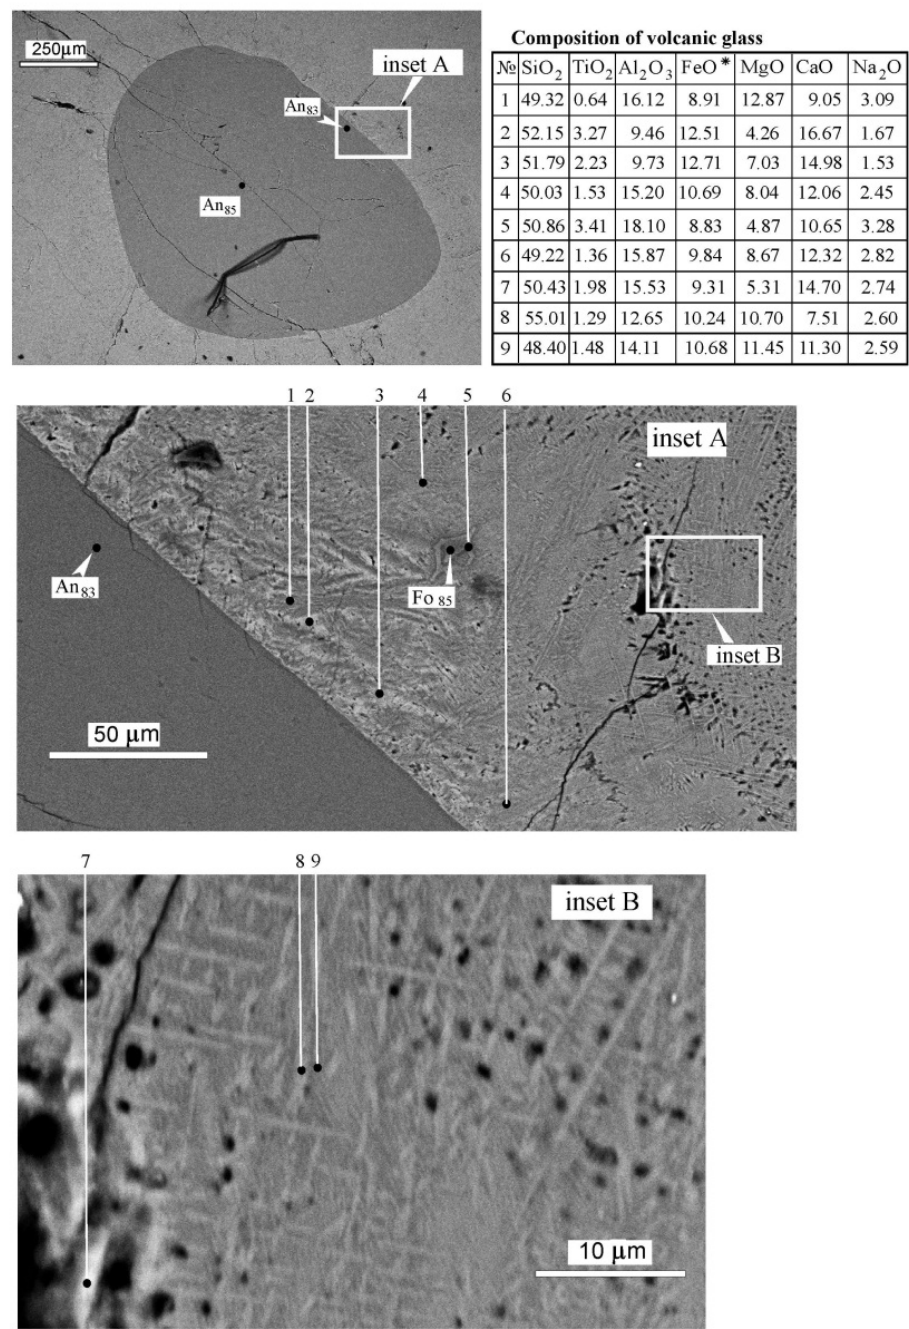 250µm
inset A
An83
An85
Composition of volcanic glass
№ SiO2 TiO2 Al2O3 FeO* MgO CaO Na2O
1 49.32 0.64 16.12 8.91 12.87 9.05 3.09
2 52.15 3.27 9.46 12.51 4.26 16.67 1.67
3 51.79 2.23 9.73 12.71 7.03 14.98 1.53
4 50.03 1.53 15.20 10.69 8.04 12.06 2.45
5 50.86 3.41 18.10 8.83 4.87 10.65 3.28
6 49.22 1.36 15.87 9.84 8.67 12.32 2.82
7 50.43 1.98 15.53 9.31 5.31 14.70 2.74
8 55.01 1.29 12.65 10.24 10.70 7.51 2.60
9 48.40 1.48 14.11 10.68 11.45 11.30 2.59
1 2 3 4 5 6
inset A
An83
Fo 85
inset B
50 µm
7 8 9
inset B
10 µm